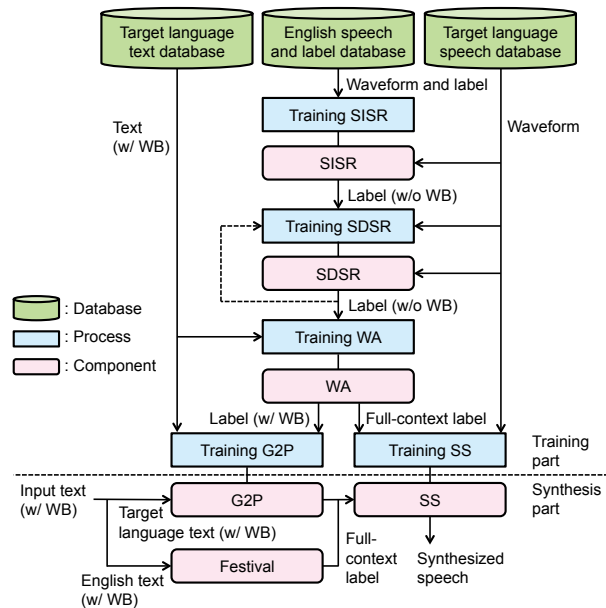 Target language
text database
English speech
and label database
Target language
speech database
Waveform and label
Training SISR
Text
(w/ WB)
Waveform
SISR
Label (w/o WB)
Training SDSR
SDSR
Label (w/o WB)
: Database
: Process
: Component
Training WA
WA
Label (w/ WB)
Full-context label
Training G2P
Training SS
Training
part
Synthesis
part
Input text
(w/ WB)
G2P
SS
Target language
text (w/ WB)
Full-
context
label
Festival
English text
(w/ WB)
Synthesized
speech